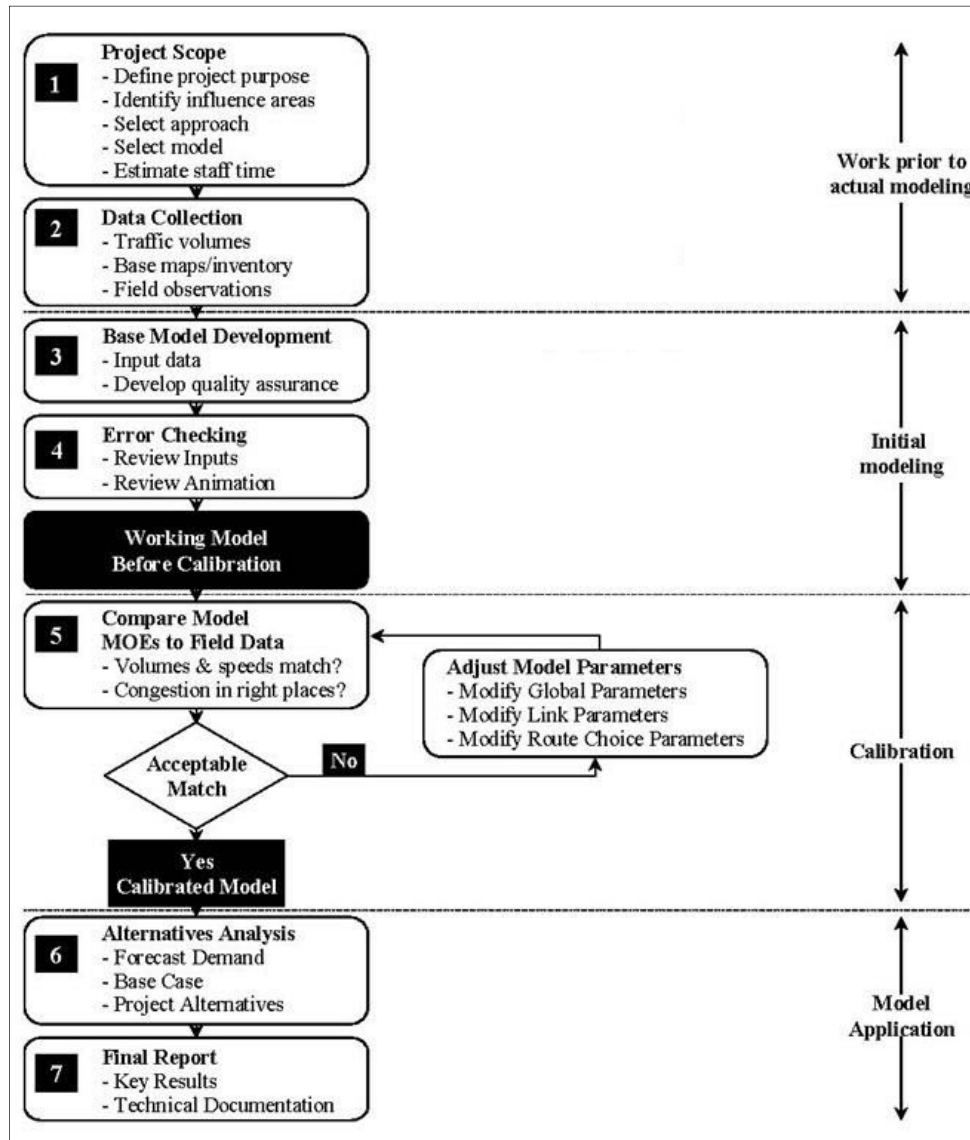 1
Project Scope
- Define project purpose
- Identify influence areas
- Select approach
- Select model
- Estimate staff time
Work prior to
actual modeling
2
Data Collection
- Traffic volumes
- Base maps/inventory
- Field observations
3
Base Model Development
- Input data
- Develop quality assurance
4
Error Checking
- Review Inputs
- Review Animation
Initial
modeling
Working Model
Before Calibration
5
Compare Model
MOEs to Field Data
- Volumes & speeds match?
- Congestion in right places?
Adjust Model Parameters
- Modify Global Parameters
- Modify Link Parameters
- Modify Route Choice Parameters
Calibration
Acceptable
Match
No
Yes
Calibrated Model
6
Alternatives Analysis
- Forecast Demand
- Base Case
- Project Alternatives
Model
Application
7
Final Report
- Key Results
- Technical Documentation